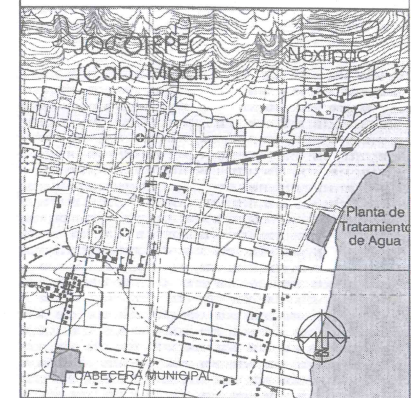 JOCOTEPEC
(Cab. Mpal.)
Nextipac
Planta de
Tratamiento
de Agua
CABECERA MUNICIPAL